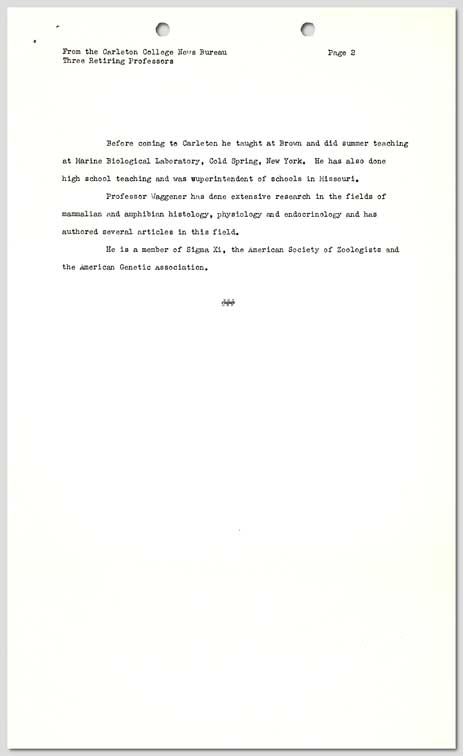 From the Carleton College News Bureau Page 2
Three Retiring Professors
Before coming to Carleton he taught at Brown and did summer teaching
at Marine Biological Laboratory, Cold Spring, New York. He has also done
high school teaching and was wuperintendent of schools in Missouri.
Professor Waggener has done extensive research in the fields of
mammalian and amphibian histology, physiology and endocrinology and has
authored several articles in this field.
He is a member of Sigma Xi, the American Society of Zoologists and
the American Genetic Association.
###